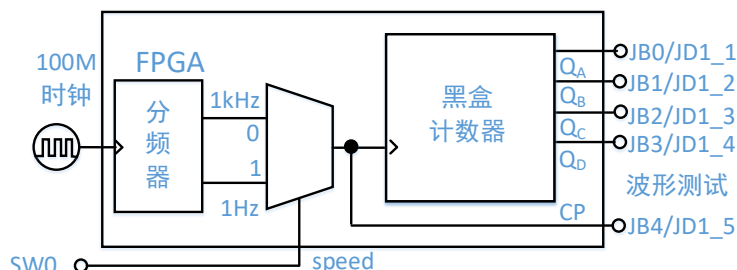 100M
时钟
FPGA
分
频
器
1kHz
0
1
1Hz
黑盒
计数器
QA
QB
QC
QD
CP
JB0/JD1_1
JB1/JD1_2
JB2/JD1_3
JB3/JD1_4
波形测试
JB4/JD1_5
SW0
speed